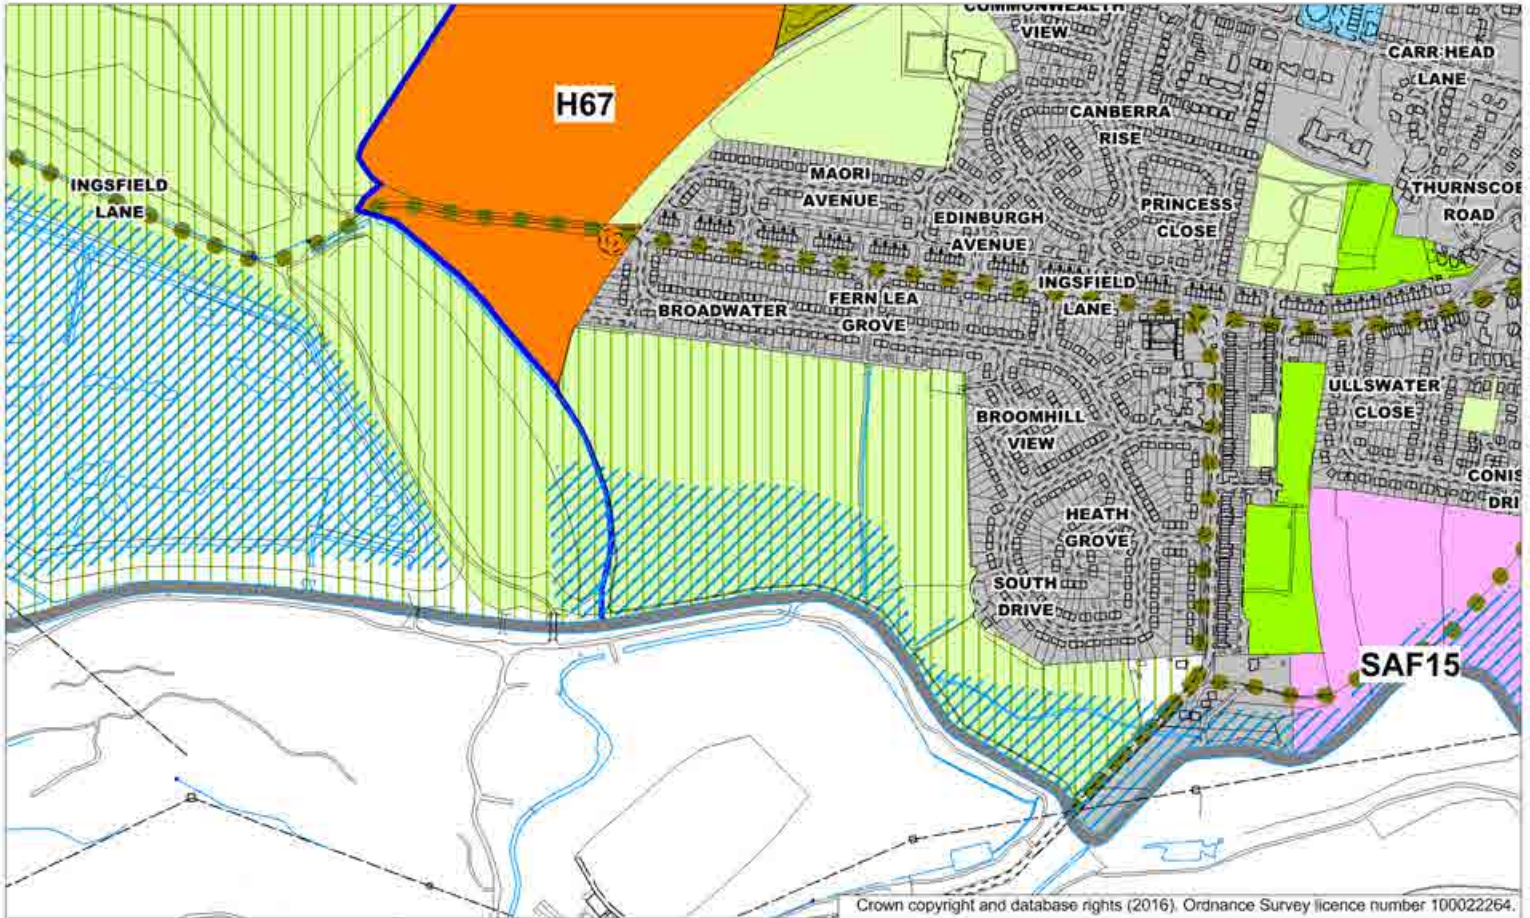 COMMONWEALTH
VIEW
CARR HEAD
LANE
H67
CANBERRA
RISE
INGSFIELD
LANE
MAORI
AVENUE
EDINBURGH
AVENUE
PRINCESS
CLOSE
THURNSCOE
ROAD
INGSFIELD
LANE
BROADWATER
FERN LEA
GROVE
BROOMHILL
VIEW
ULLSWATER
CLOSE
CONIS
DRI
HEATH
GROVE
SOUTH
DRIVE
SAF15
Crown copyright and database rights (2016). Ordnance Survey licence number 100022264.